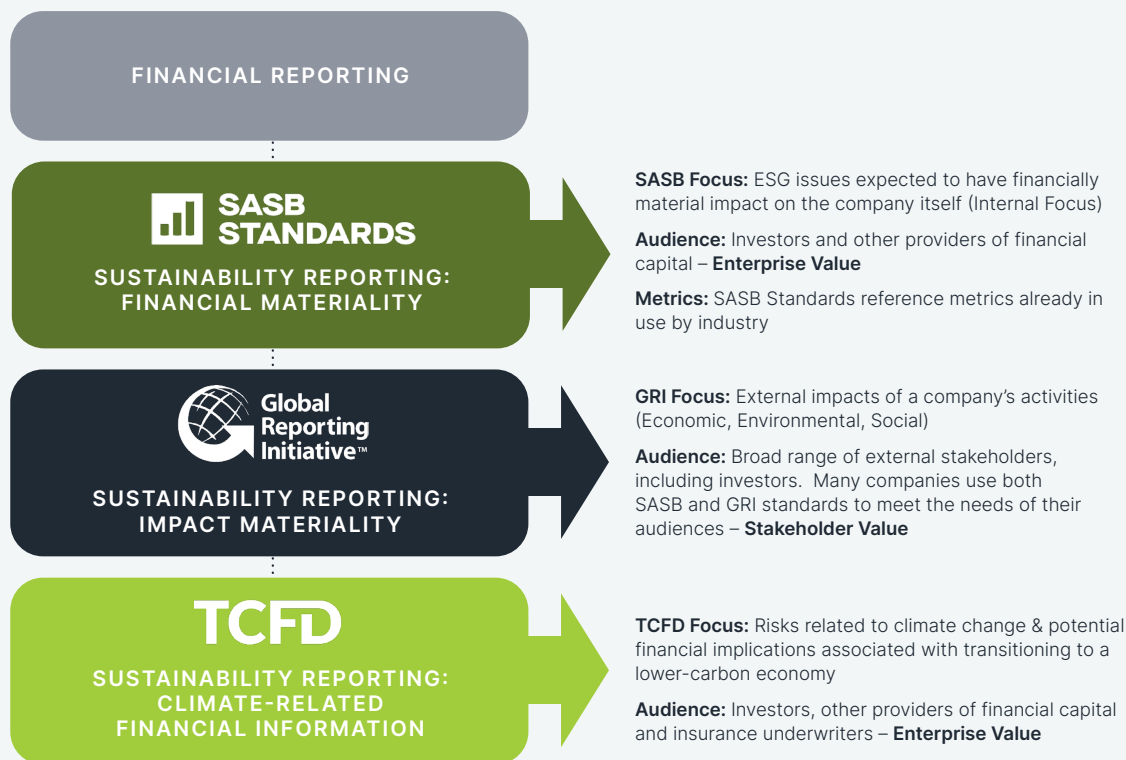 FINANCIAL REPORTING
SASB
STANDARDS
SUSTAINABILITY REPORTING:
FINANCIAL MATERIALITY
SASB Focus: ESG issues expected to have financially
material impact on the company itself (Internal Focus)
Audience: Investors and other providers of financial
capital – Enterprise Value
Metrics: SASB Standards reference metrics already in
use by industry
Global
Reporting
Initiative™
SUSTAINABILITY REPORTING:
IMPACT MATERIALITY
GRI Focus: External impacts of a company’s activities
(Economic, Environmental, Social)
Audience: Broad range of external stakeholders,
including investors.  Many companies use both
SASB and GRI standards to meet the needs of their
audiences – Stakeholder Value
TCFD
SUSTAINABILITY REPORTING:
CLIMATE-RELATED
FINANCIAL INFORMATION
TCFD Focus: Risks related to climate change & potential
financial implications associated with transitioning to a
lower-carbon economy
Audience: Investors, other providers of financial capital
and insurance underwriters – Enterprise Value